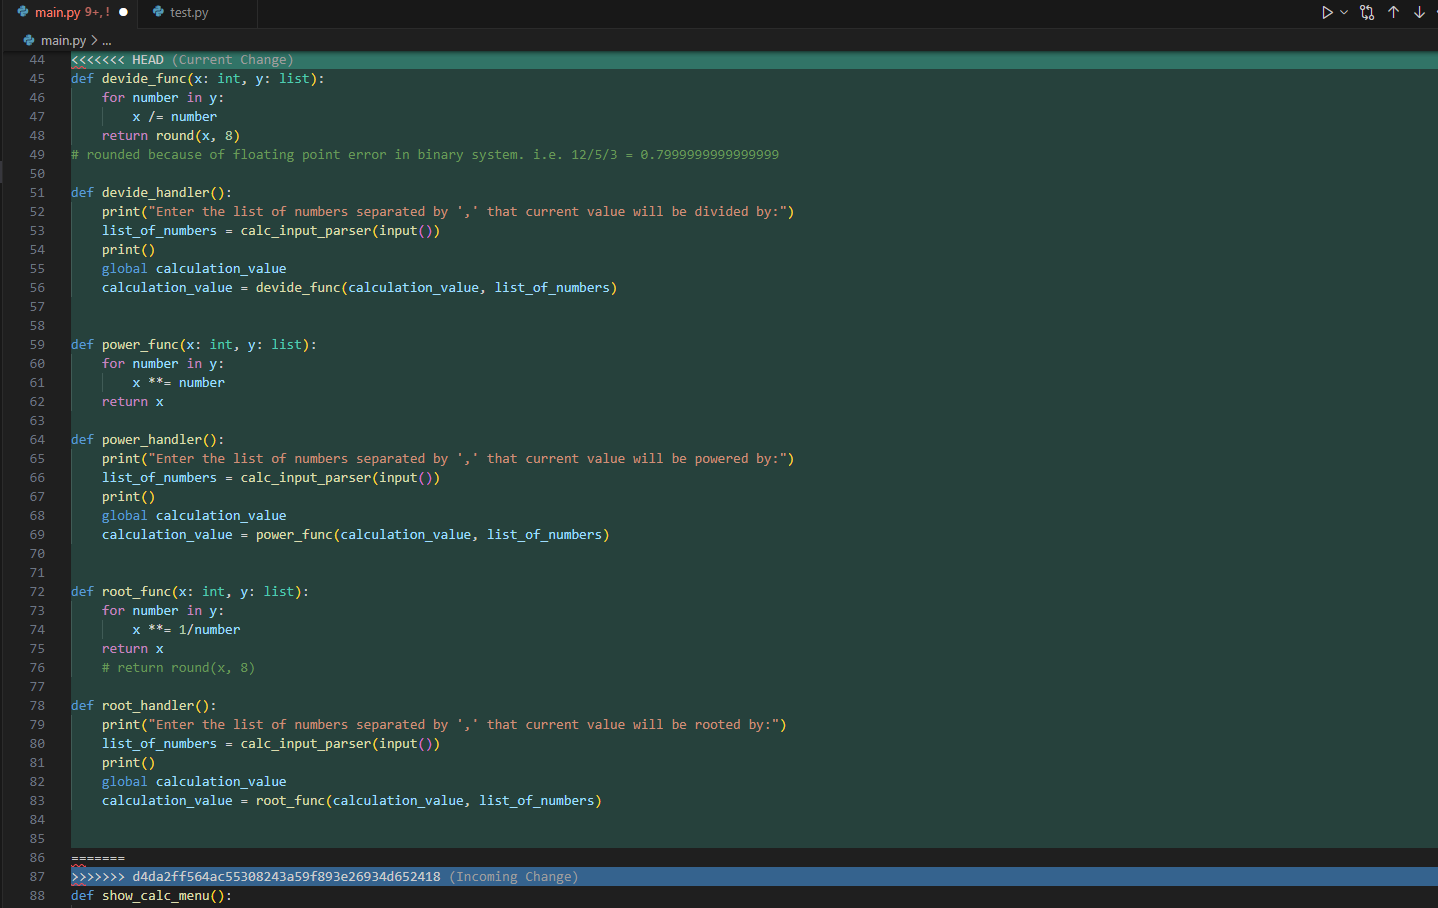 main.py 9+, ! test.py
main.py > ...
44 <<<<<<< HEAD (Current Change)
45 def devide_func(x: int, y: list):
46     for number in y:
47         x /= number
48     return round(x, 8)
49 # rounded because of floating point error in binary system. i.e. 12/5/3 = 0.7999999999999999
50
51 def devide_handler():
52     print("Enter the list of numbers separated by ',' that current value will be divided by:")
53     list_of_numbers = calc_input_parser(input())
54     print()
55     global calculation_value
56     calculation_value = devide_func(calculation_value, list_of_numbers)
57
58
59 def power_func(x: int, y: list):
60     for number in y:
61         x **= number
62     return x
63
64 def power_handler():
65     print("Enter the list of numbers separated by ',' that current value will be powered by:")
66     list_of_numbers = calc_input_parser(input())
67     print()
68     global calculation_value
69     calculation_value = power_func(calculation_value, list_of_numbers)
70
71
72 def root_func(x: int, y: list):
73     for number in y:
74         x **= 1/number
75     return x
76     # return round(x, 8)
77
78 def root_handler():
79     print("Enter the list of numbers separated by ',' that current value will be rooted by:")
80     list_of_numbers = calc_input_parser(input())
81     print()
82     global calculation_value
83     calculation_value = root_func(calculation_value, list_of_numbers)
84
85
86 =======
87 >>>>>>> d4da2ff564ac55308243a59f893e26934d652418 (Incoming Change)
88 def show_calc_menu():